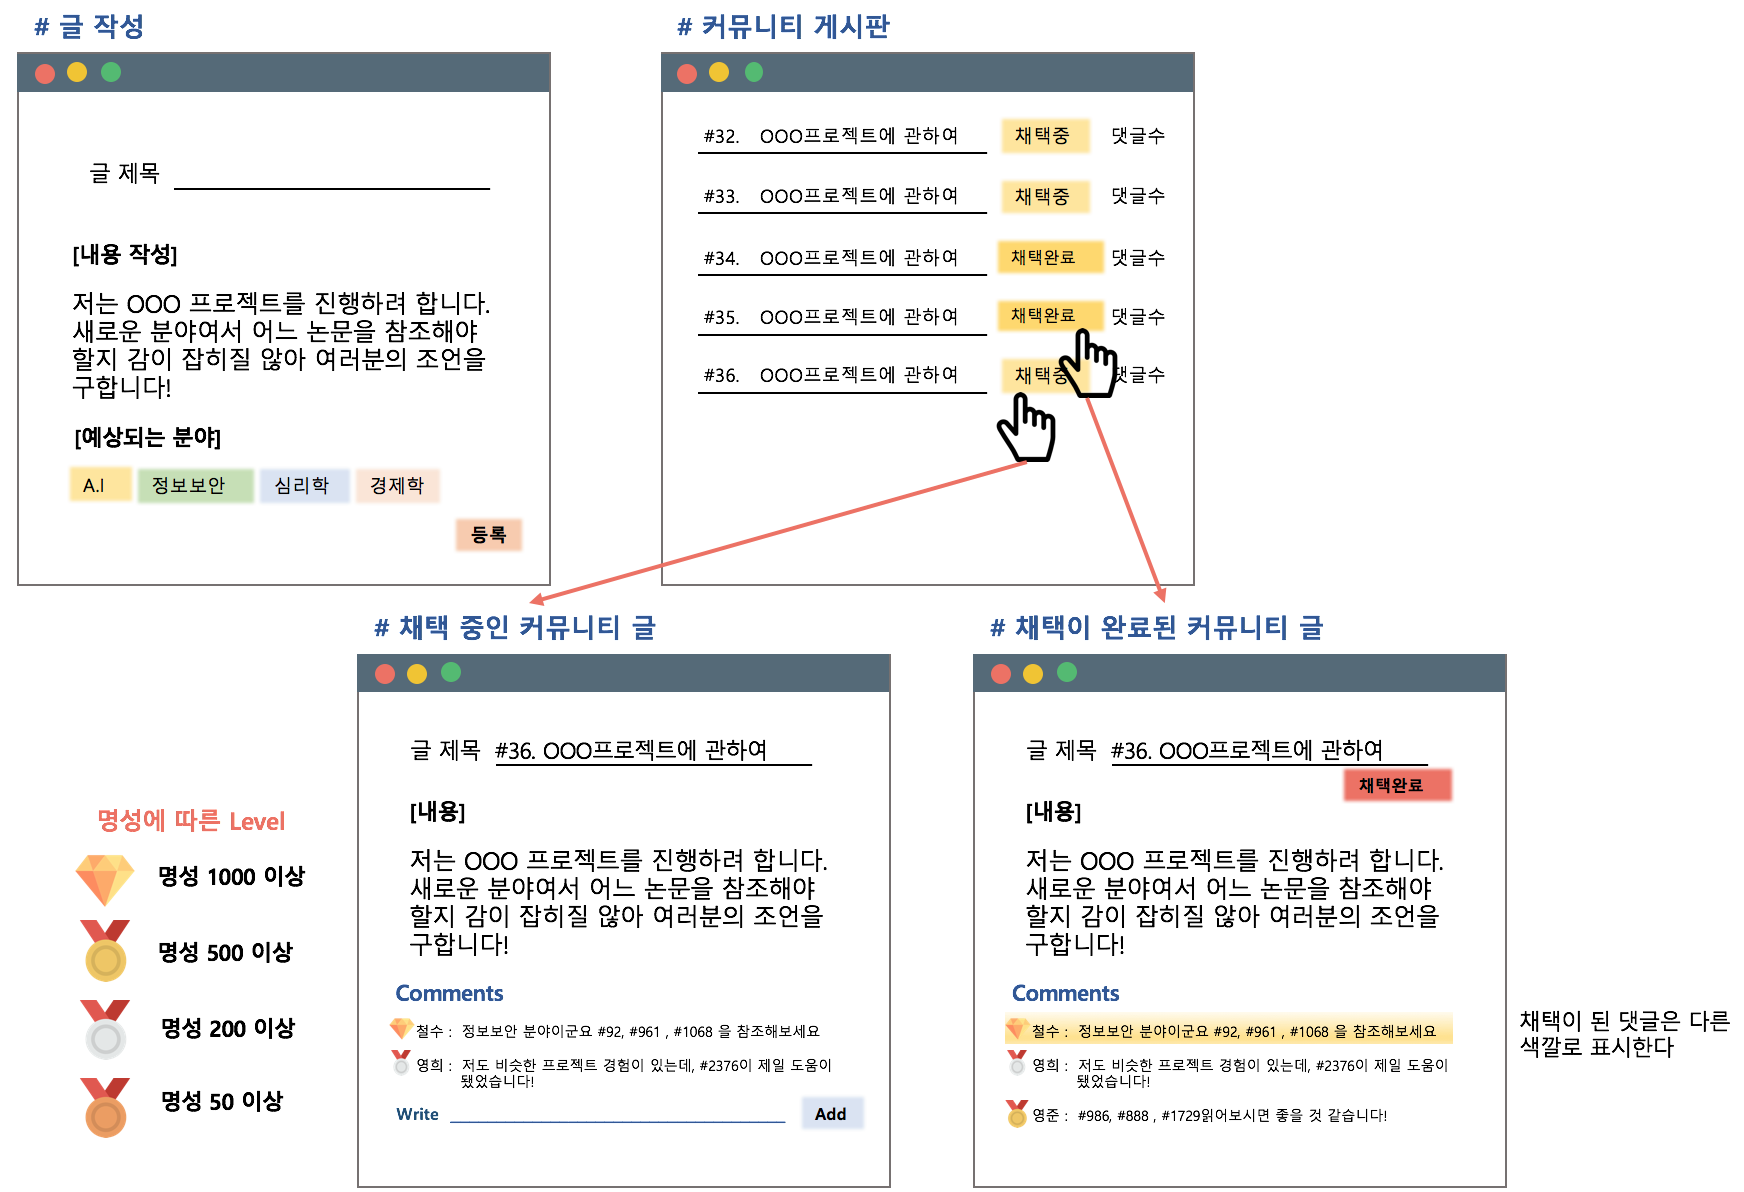 # 글 작성
글 제목
[내용 작성]
저는 OOO 프로젝트를 진행하려 합니다.
새로운 분야여서 어느 논문을 참조해야
할지 감이 잡히질 않아 여러분의 조언을
구합니다!
[예상되는 분야]
A.I 정보보안 심리학 경제학
등록
# 커뮤니티 게시판
#32. OOO프로젝트에 관하여 채택중 댓글수
#33. OOO프로젝트에 관하여 채택중 댓글수
#34. OOO프로젝트에 관하여 채택완료 댓글수
#35. OOO프로젝트에 관하여 채택완료 댓글수
#36. OOO프로젝트에 관하여 채택중 댓글수
명성에 따른 Level
명성 1000 이상
명성 500 이상
명성 200 이상
명성 50 이상
# 채택 중인 커뮤니티 글
글 제목 #36. OOO프로젝트에 관하여
[내용]
저는 OOO 프로젝트를 진행하려 합니다.
새로운 분야여서 어느 논문을 참조해야
할지 감이 잡히질 않아 여러분의 조언을
구합니다!
Comments
철수 : 정보보안 분야이군요 #92, #961 , #1068 을 참조해보세요
영희 : 저도 비슷한 프로젝트 경험이 있는데, #2376이 제일 도움이
됐었습니다!
Write Add
# 채택이 완료된 커뮤니티 글
글 제목 #36. OOO프로젝트에 관하여
채택완료
[내용]
저는 OOO 프로젝트를 진행하려 합니다.
새로운 분야여서 어느 논문을 참조해야
할지 감이 잡히질 않아 여러분의 조언을
구합니다!
Comments
철수 : 정보보안 분야이군요 #92, #961 , #1068 을 참조해보세요
영희 : 저도 비슷한 프로젝트 경험이 있는데, #2376이 제일 도움이
됐었습니다!
영준 : #986, #888 , #1729읽어보시면 좋을 것 같습니다!
채택이 된 댓글은 다른
색깔로 표시한다